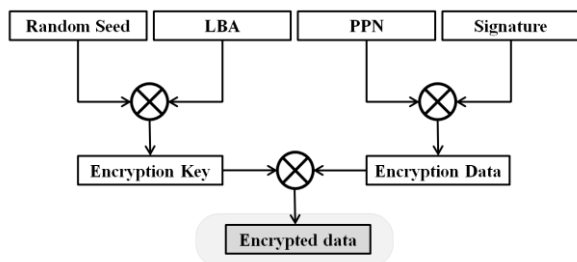 Random Seed
LBA
PPN
Signature
Encryption Key
Encryption Data
Encrypted data